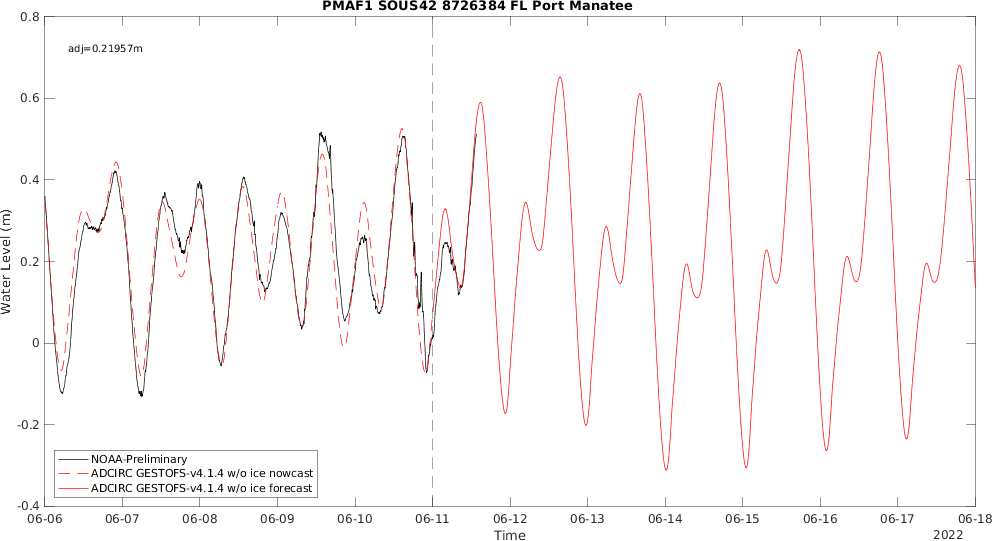 PMAF1 SOUS42 8726384 FL Port Manatee
0.8
adj=0.21957m
0.6
0.4
0.2
0
-0.2
-0.4
Water Level (m)
NOAA-Preliminary
ADCIRC GESTOFS-v4.1.4 w/o ice nowcast
ADCIRC GESTOFS-v4.1.4 w/o ice forecast
06-06 06-07 06-08 06-09 06-10 06-11 06-12 06-13 06-14 06-15 06-16 06-17 06-18
Time
2022